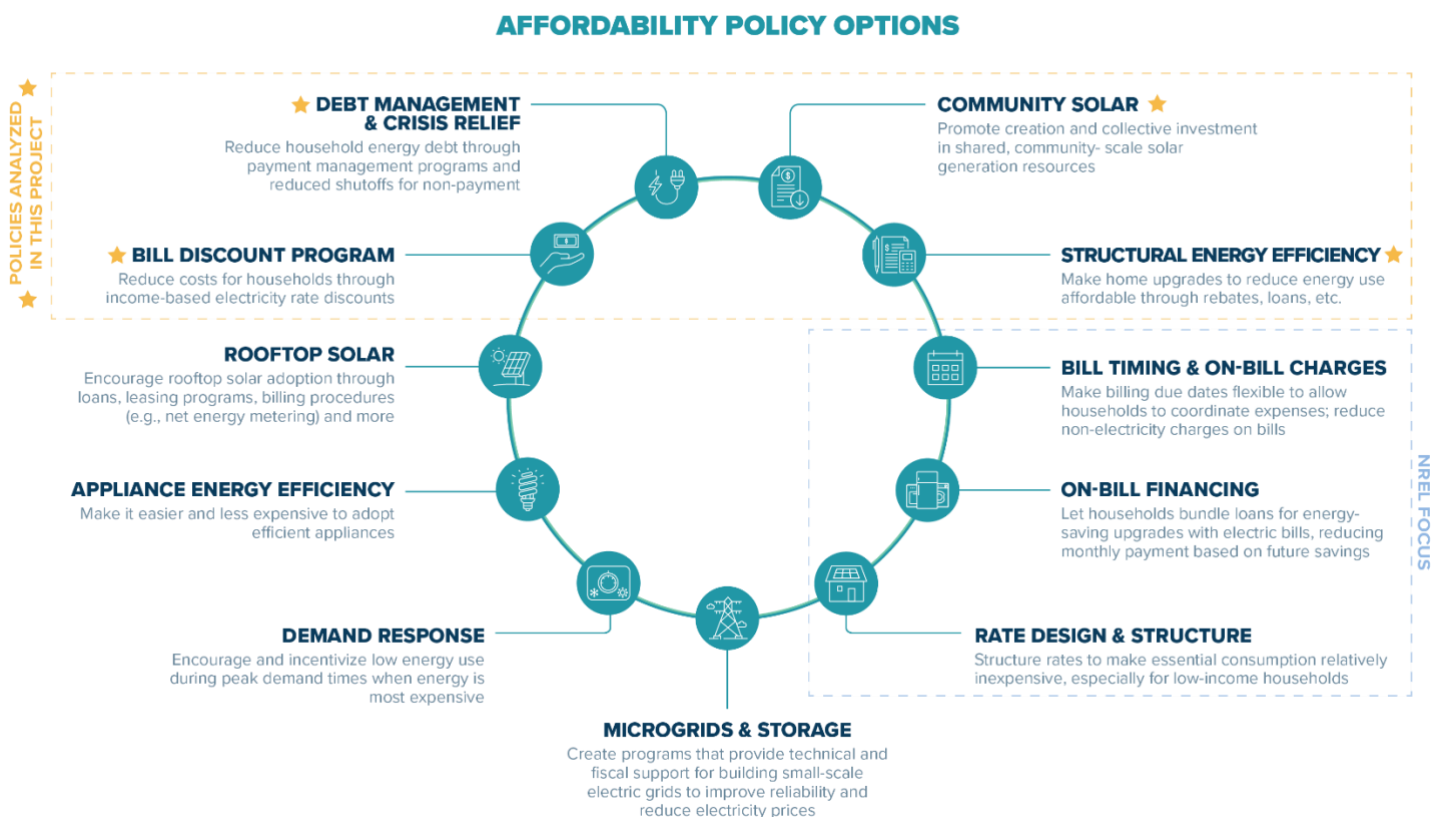 AFFORDABILITY POLICY OPTIONS
POLICIES ANALYZED
IN THIS PROJECT
DEBT MANAGEMENT
& CRISIS RELIEF
Reduce household energy debt through
payment management programs and
reduced shutoffs for non-payment
COMMUNITY SOLAR
Promote creation and collective investment
in shared, community- scale solar
generation resources
BILL DISCOUNT PROGRAM
Reduce costs for households through
income-based electricity rate discounts
STRUCTURAL ENERGY EFFICIENCY
Make home upgrades to reduce energy use
affordable through rebates, loans, etc.
ROOFTOP SOLAR
Encourage rooftop solar adoption through
loans, leasing programs, billing procedures
(e.g., net energy metering) and more
BILL TIMING & ON-BILL CHARGES
Make billing due dates flexible to allow
households to coordinate expenses; reduce
non-electricity charges on bills
NREL FOCUS
APPLIANCE ENERGY EFFICIENCY
Make it easier and less expensive to adopt
efficient appliances
ON-BILL FINANCING
Let households bundle loans for energy-
saving upgrades with electric bills, reducing
monthly payment based on future savings
DEMAND RESPONSE
Encourage and incentivize low energy use
during peak demand times when energy is
most expensive
RATE DESIGN & STRUCTURE
Structure rates to make essential consumption relatively
inexpensive, especially for low-income households
MICROGRIDS & STORAGE
Create programs that provide technical and
fiscal support for building small-scale
electric grids to improve reliability and
reduce electricity prices